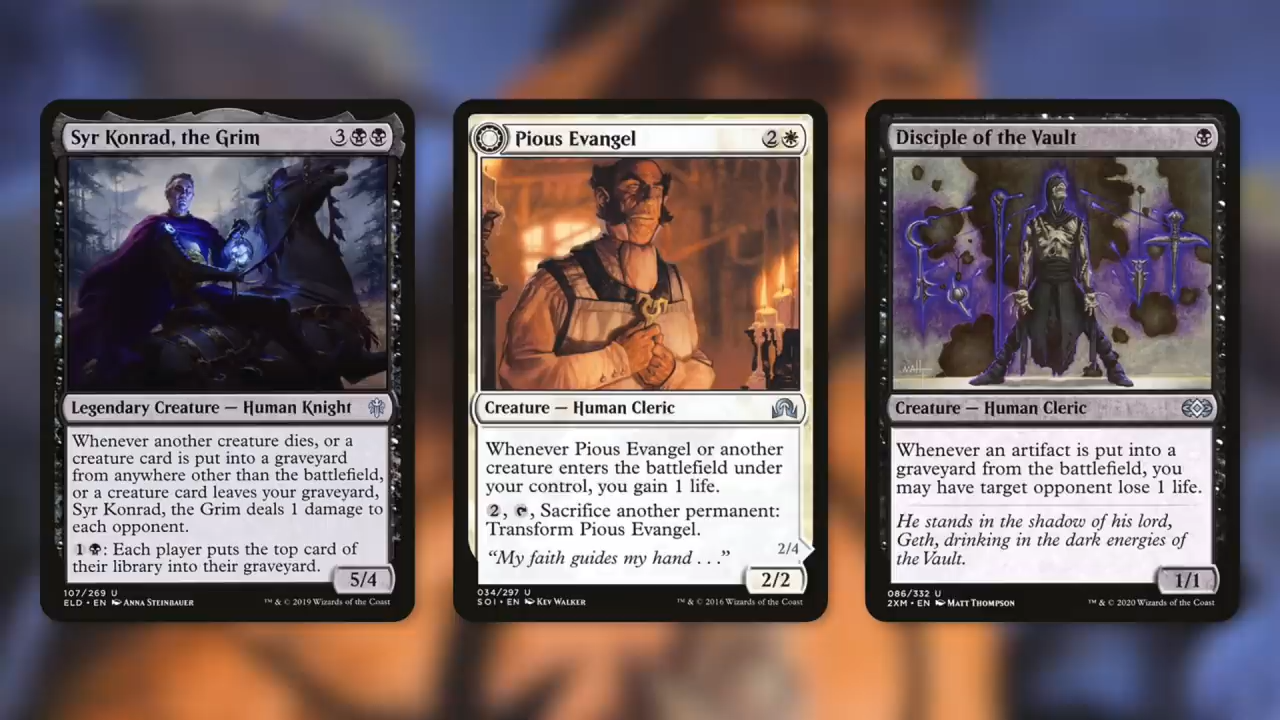 Syr Konrad, the Grim 3
Legendary Creature — Human Knight
Whenever another creature dies, or a
creature card is put into a graveyard
from anywhere other than the battlefield,
or a creature card leaves your graveyard,
Syr Konrad, the Grim deals 1 damage to
each opponent.
1 : Each player puts the top card of
their library into their graveyard.
5/4
107/269 U
ELD • EN Anna Steinbauer ™ & © 2019 Wizards of the Coast
Pious Evangel 2
Creature — Human Cleric
Whenever Pious Evangel or another
creature enters the battlefield under
your control, you gain 1 life.
2, , Sacrifice another permanent:
Transform Pious Evangel.
“My faith guides my hand . . .”
2/4
2/2
034/297 U
SOI • EN Kev Walker ™ & © 2016 Wizards of the Coast
Disciple of the Vault
Creature — Human Cleric
Whenever an artifact is put into a
graveyard from the battlefield, you
may have target opponent lose 1 life.
He stands in the shadow of his lord,
Geth, drinking in the dark energies of
the Vault.
1/1
086/332 U
2XM • EN Matt Thompson ™ & © 2020 Wizards of the Coast